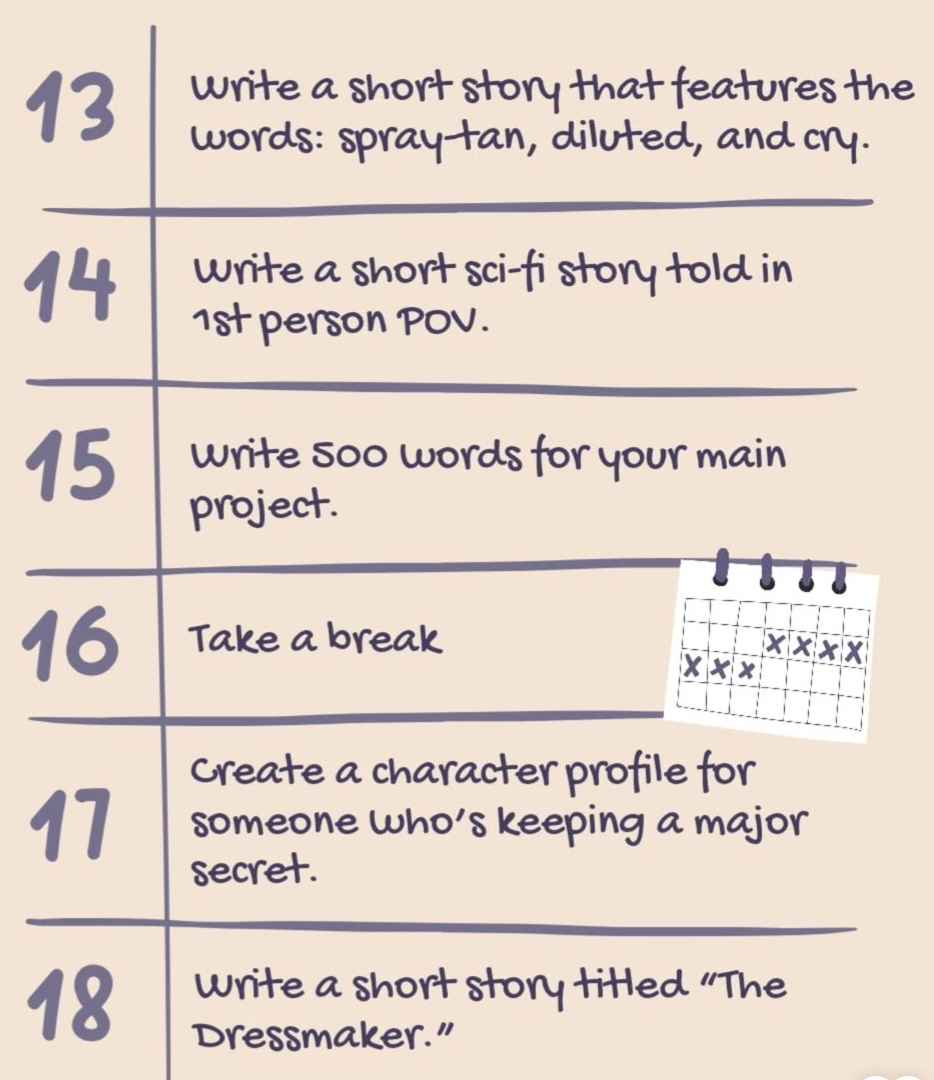 13
Write a short story that features the
words: spray-tan, diluted, and cry.
14
Write a short sci-fi story told in
1st person POV.
15
Write 500 words for your main
project.
16
Take a break
X X X X
X X X
17
Create a character profile for
someone who's keeping a major
secret.
18
Write a short story titled "The
Dressmaker."